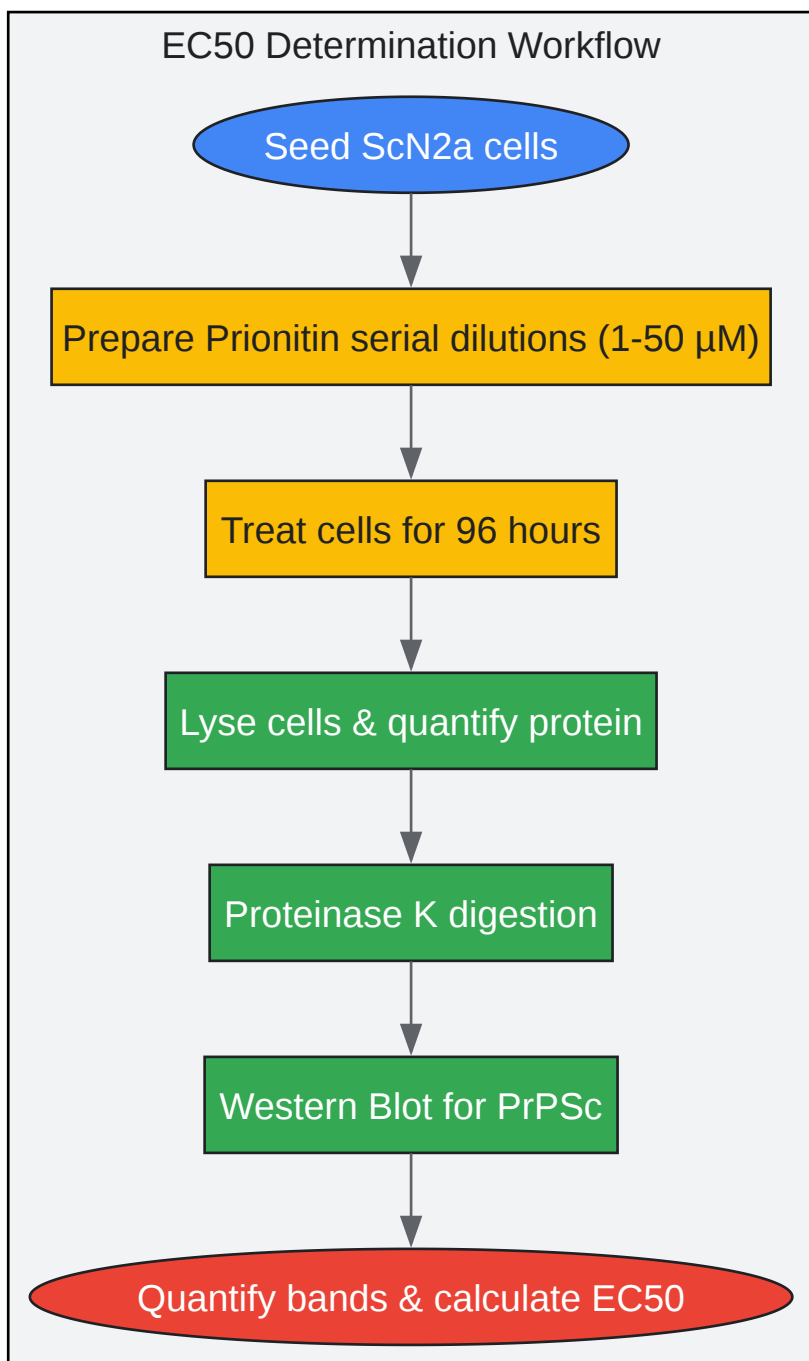 EC50 Determination Workflow
Seed ScN2a cells
Prepare Prionitin serial dilutions (1-50 µM)
Treat cells for 96 hours
Lyse cells & quantify protein
Proteinase K digestion
Western Blot for PrPSc
Quantify bands & calculate EC50